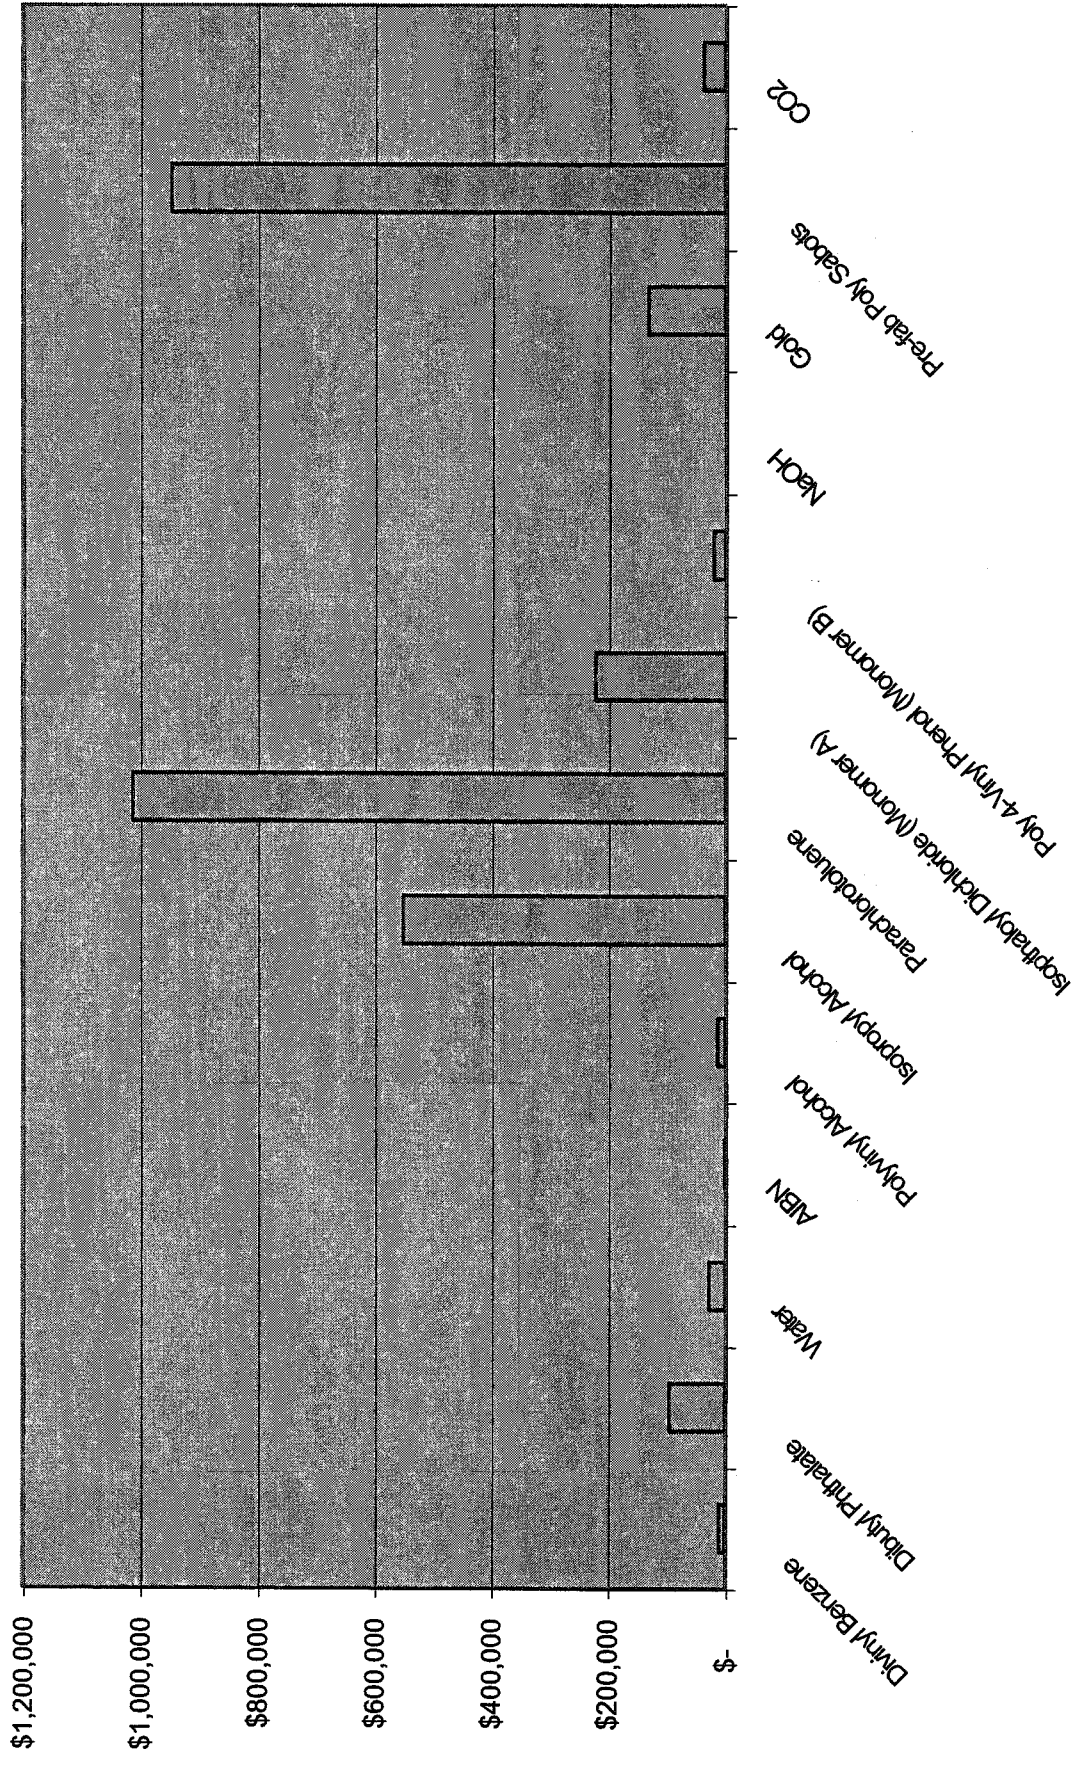 $1,200,000
$1,000,000
$800,000
$600,000
$400,000
$200,000
$-
Divinyl Benzene
Dibutyl Phthalate
Water
AIBN
Polyvinyl Alcohol
Isopropyl Alcohol
Parachlorotoluene
Isopthaloyl Dichloride (Monomer A)
Poly 4-Vinyl Phenol (Monomer B)
NaOH
Gold
Pre-fab Poly Sabots
CO2